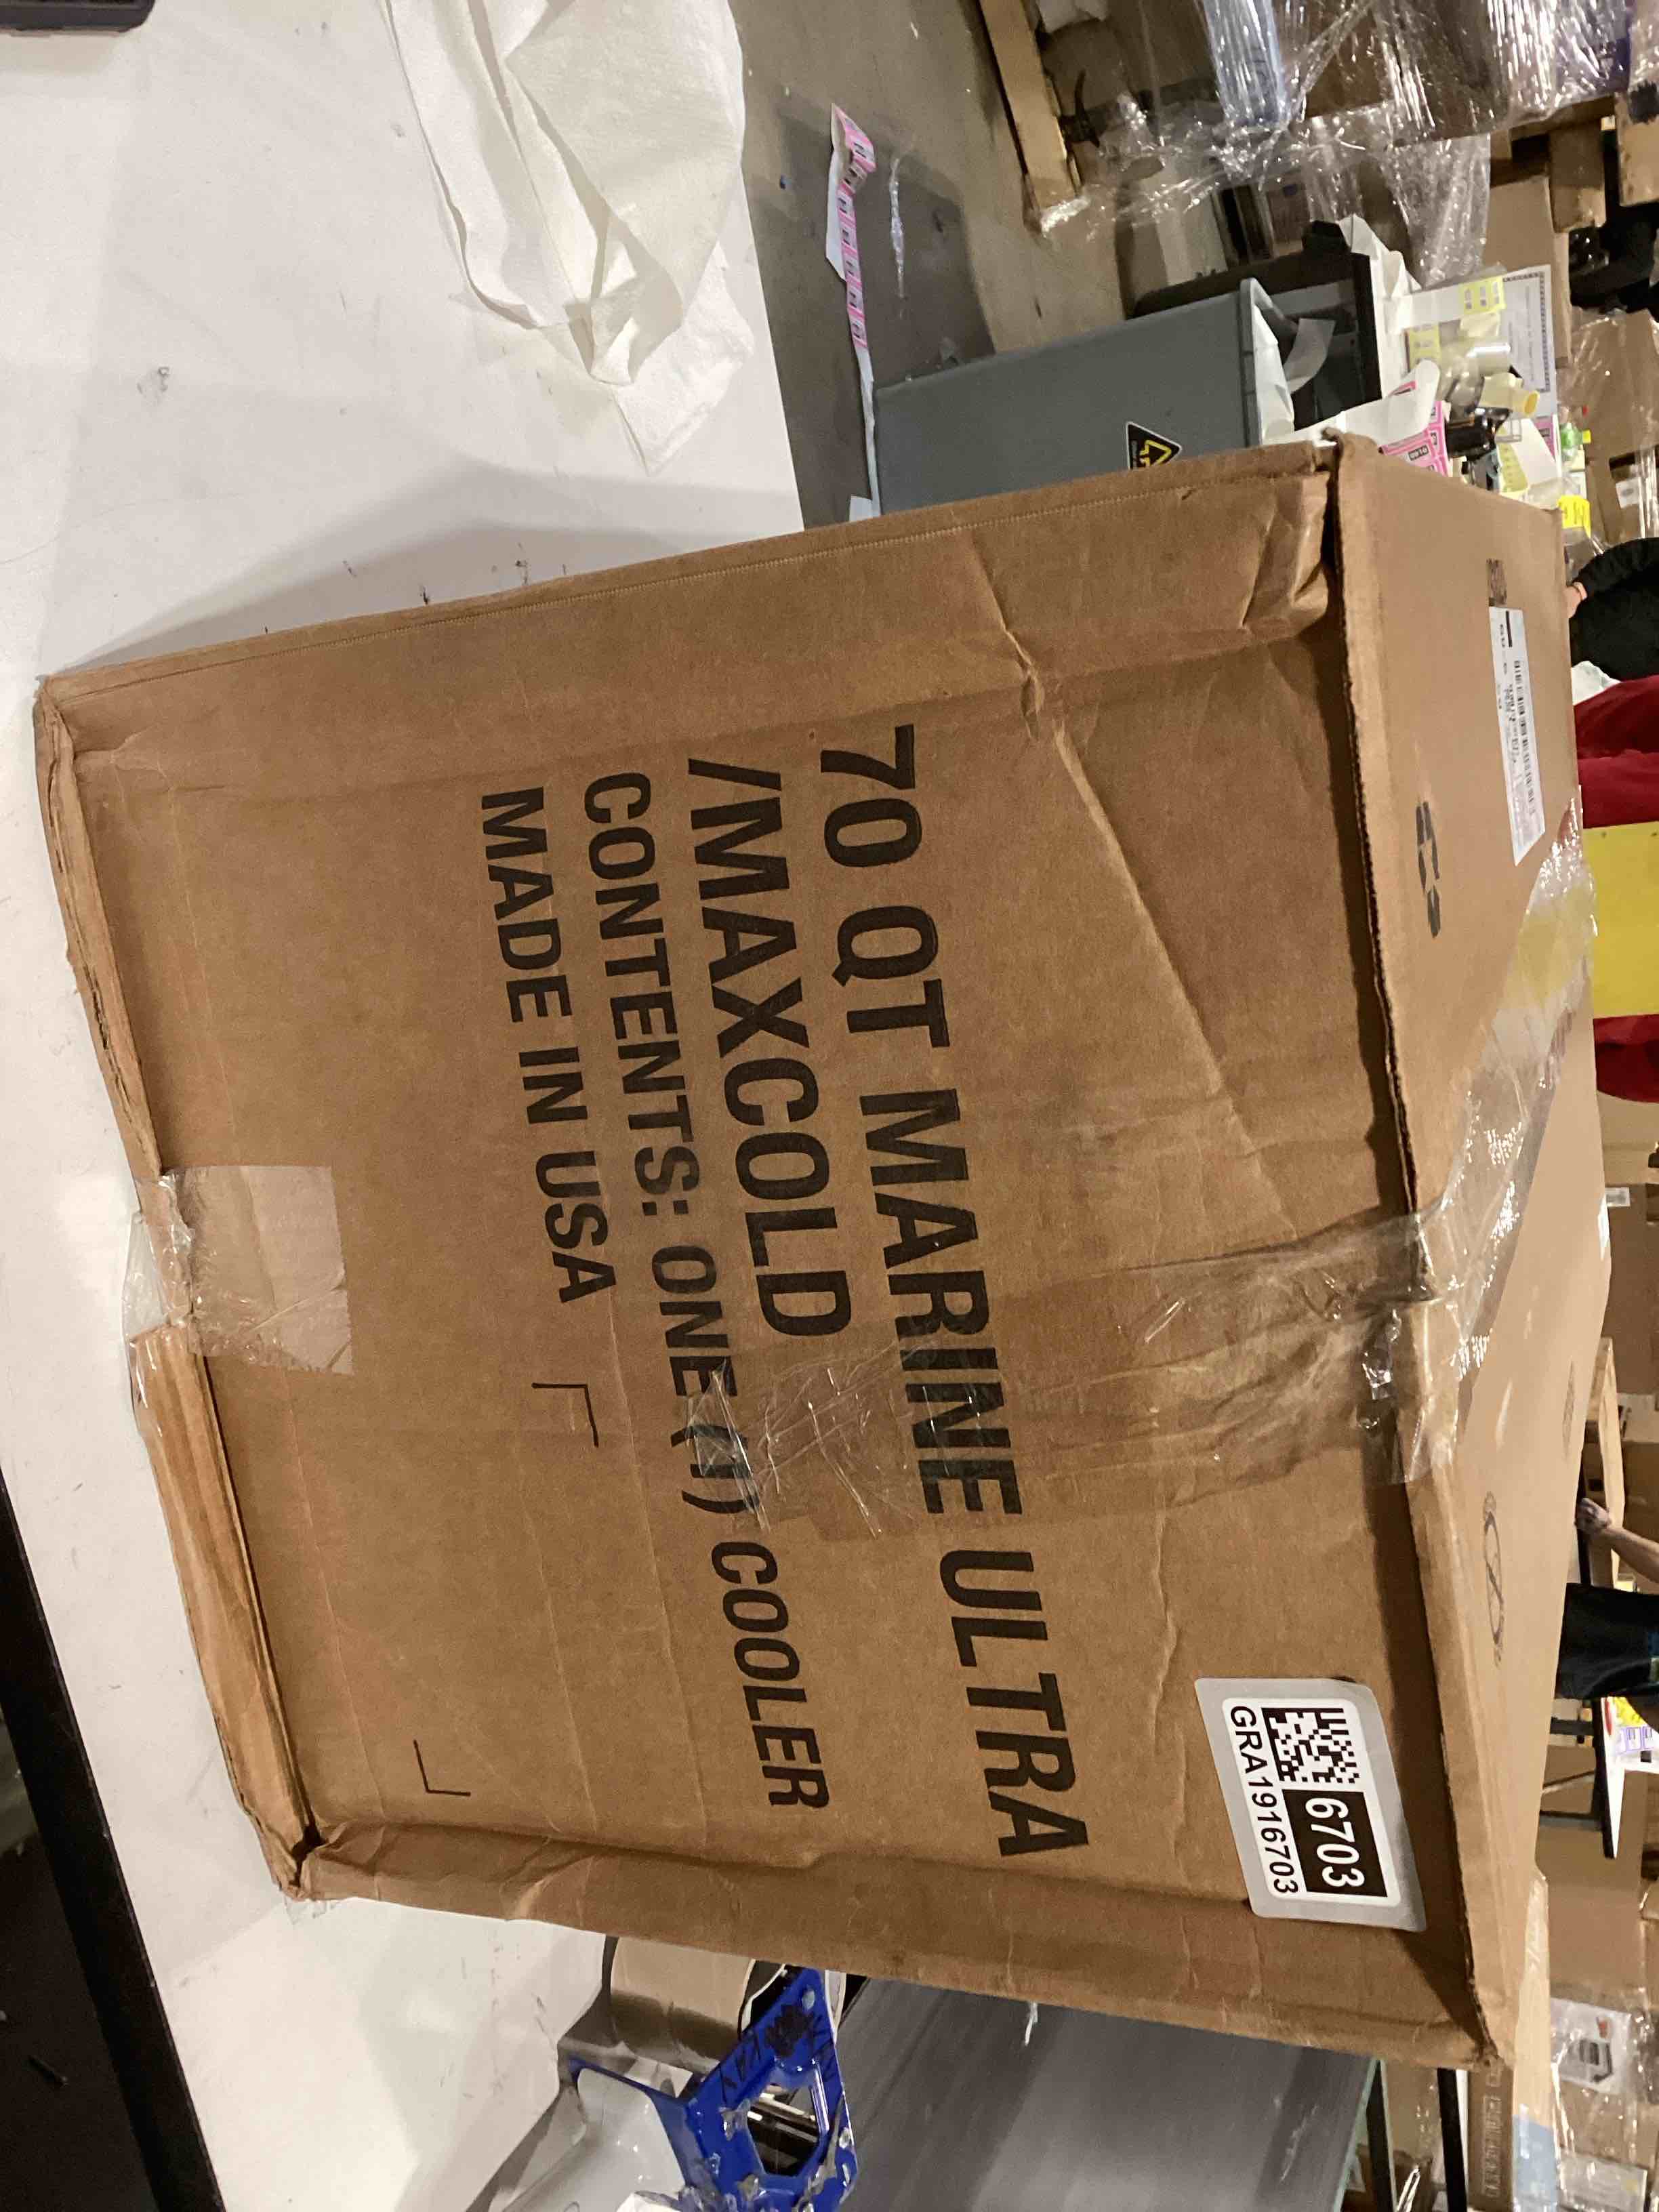 70 QT MARINE ULTRA
/MAXCOLD
CONTENTS: ONE (1) COOLER
MADE IN USA
6703
GRA1916703